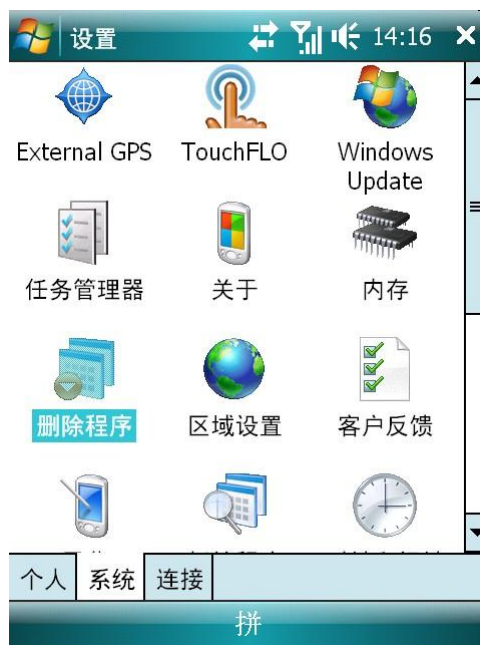 设置 14:16
External GPS TouchFLO Windows
Update
任务管理器 关于 内存
删除程序 区域设置 客户反馈
个人 系统 连接
拼